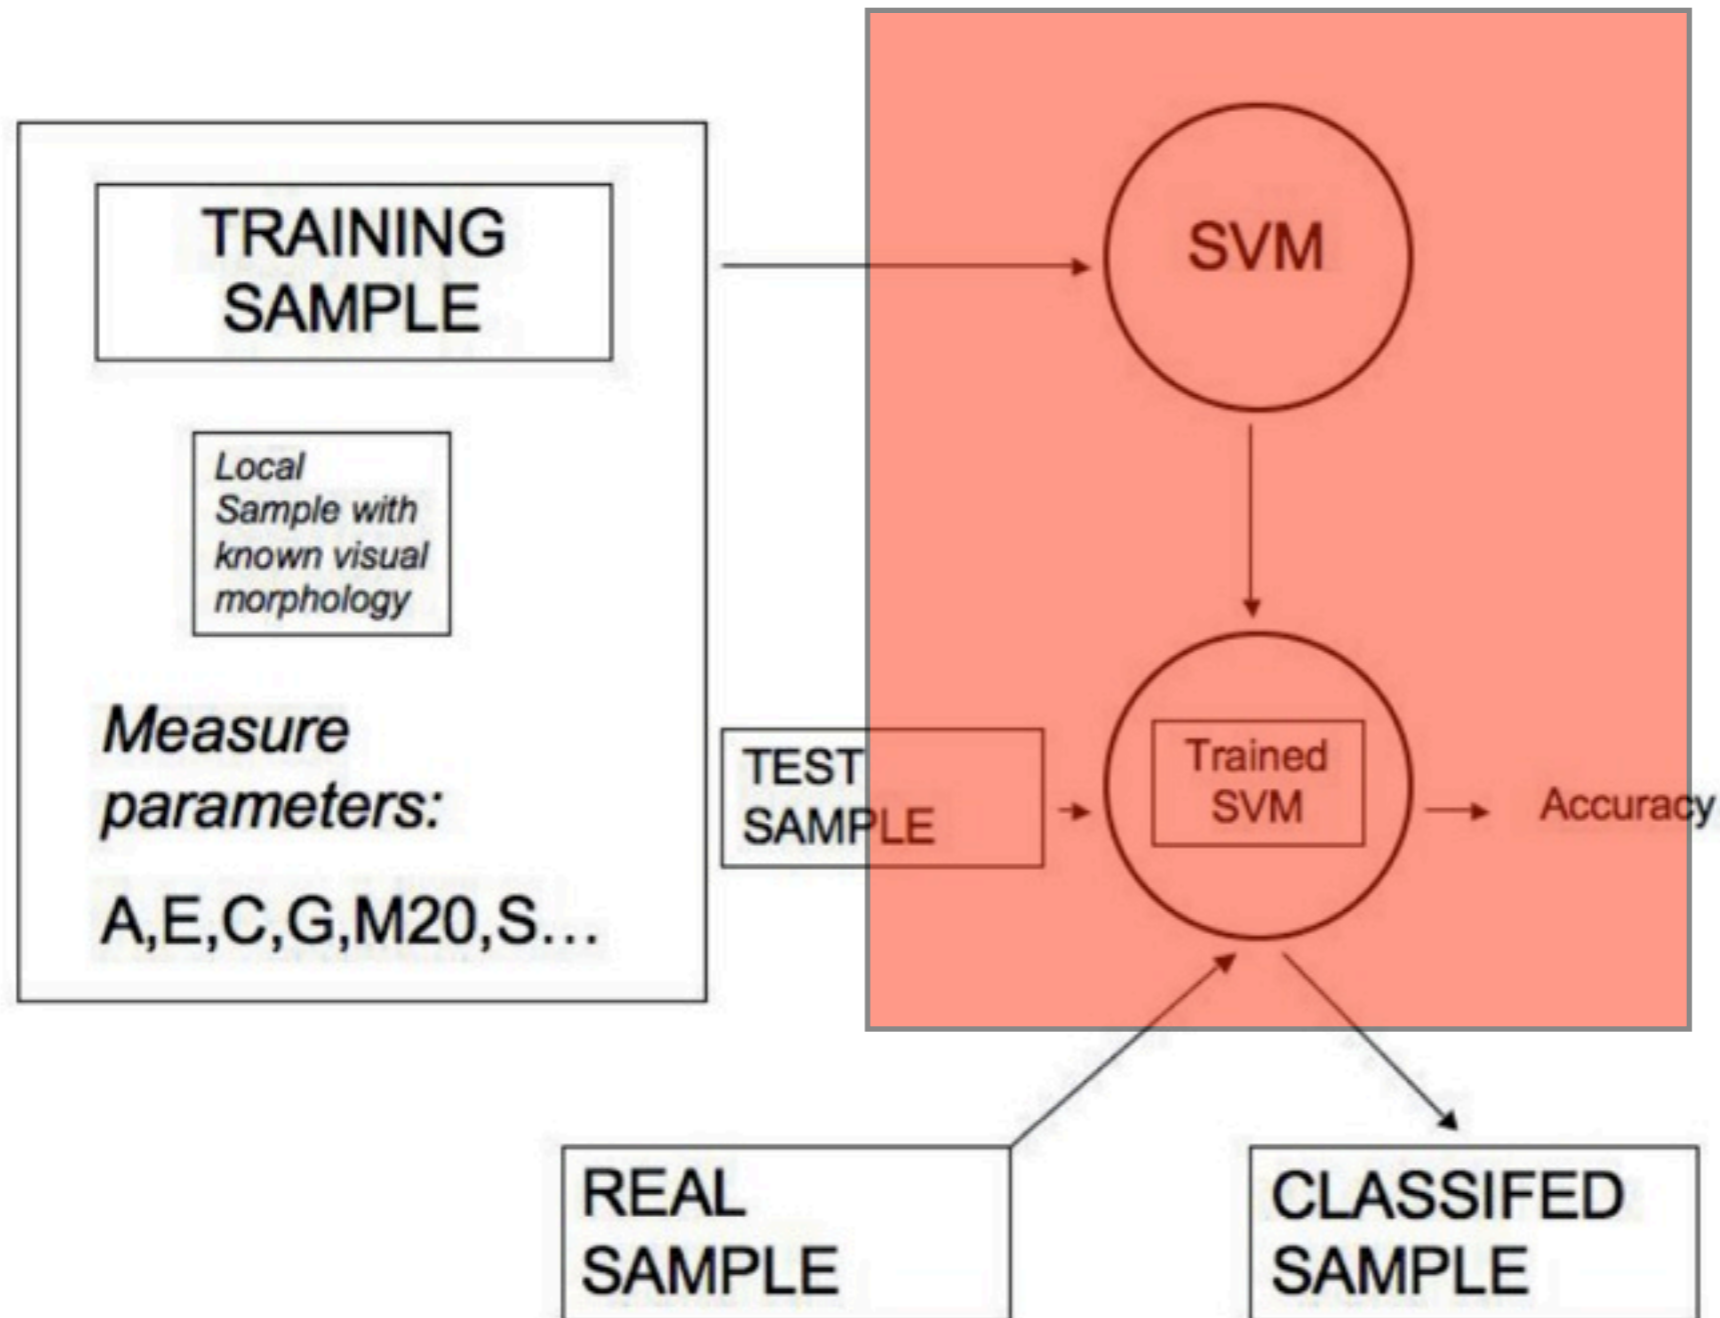 TRAINING
SAMPLE
SVM
Local
Sample with
known visual
morphology
Measure
parameters:
A,E,C,G,M20,S...
TEST
SAMPLE
Trained
SVM
Accuracy
REAL
SAMPLE
CLASSIFED
SAMPLE